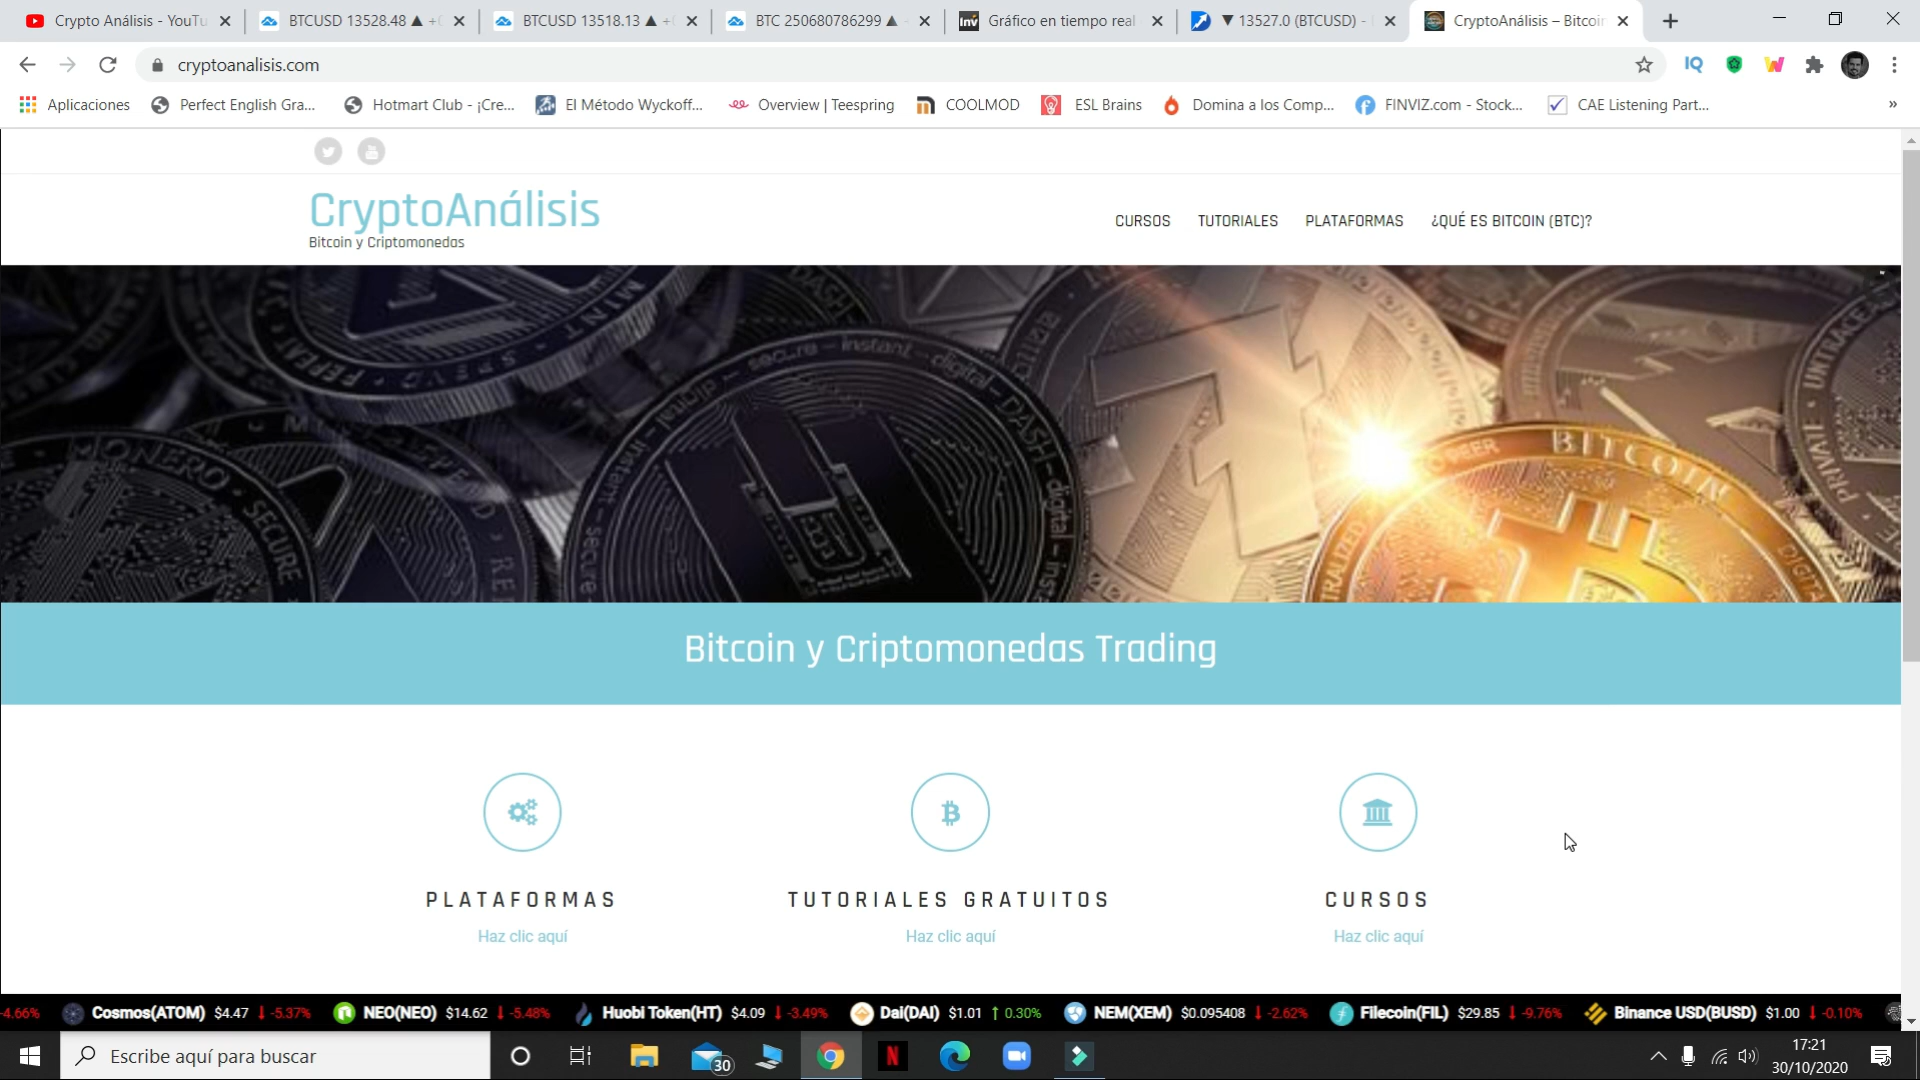 Crypto Análisis - YouTu
BTCUSD 13528.48 ▲ +0
BTCUSD 13518.13 ▲ +
BTC 250680786299 ▲
Gráfico en tiempo real
▼ 13527.0 (BTCUSD) -
CryptoAnálisis – Bitcoin
cryptoanalisis.com
Aplicaciones
Perfect English Gra...
Hotmart Club - ¡Cre...
El Método Wyckoff...
Overview | Teespring
COOLMOD
ESL Brains
Domina a los Comp...
FINVIZ.com - Stock...
CAE Listening Part...
»
CryptoAnálisis
Bitcoin y Criptomonedas
CURSOS TUTORIALES PLATAFORMAS ¿QUÉ ES BITCOIN (BTC)?
Bitcoin y Criptomonedas Trading
PLATAFORMAS
Haz clic aquí
TUTORIALES GRATUITOS
Haz clic aquí
CURSOS
Haz clic aquí
-4.66% Cosmos(ATOM) $4.47 ↓ -5.37% NEO(NEO) $14.62 ↓ -5.48% Huobi Token(HT) $4.09 ↓ -3.49% Dai(DAI) $1.01 ↑ 0.30% NEM(XEM) $0.095408 ↓ -2.62% Filecoin(FIL) $29.85 ↓ -9.76% Binance USD(BUSD) $1.00 ↓ -0.10%
Escribe aquí para buscar
30
17:21
30/10/2020